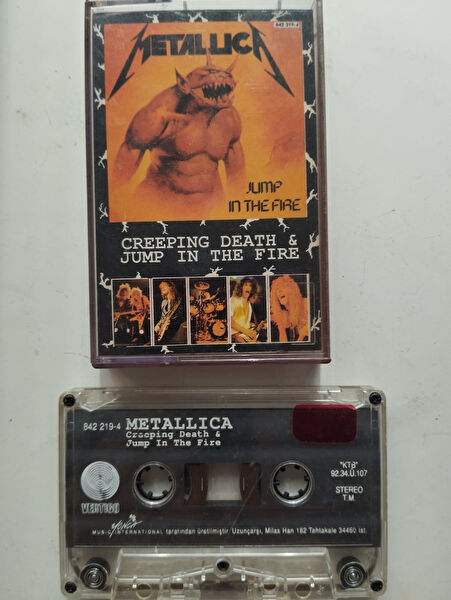 METALLICA
842 219-4
JUMP
IN THE FIRE
CREEPING DEATH &
JUMP IN THE FIRE
842 219-4 METALLICA
Creeping Death &
Jump In The Fire
"KTB"
92.34.U.107
VERTIGO
STEREO
T.M.
MUSIC INTERNATIONAL tarafından üretilmiştir. Uzunçarşı, Milas Han 182 Tahtakale 34460 İst.